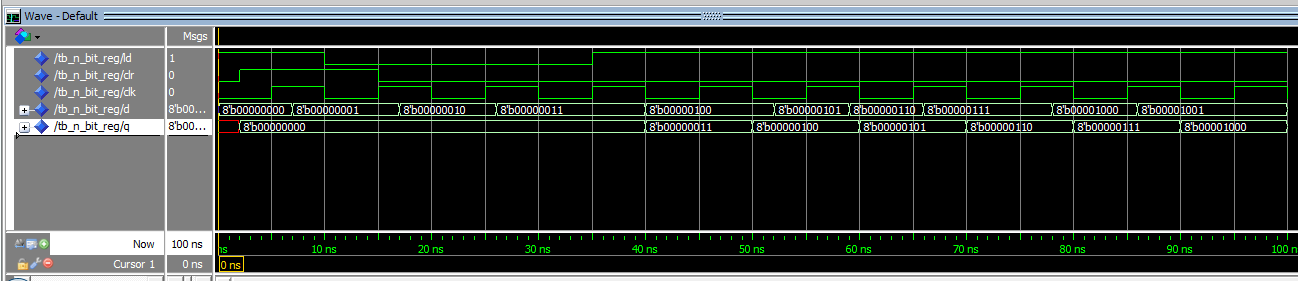 Wave - Default
Msgs
/tb_n_bit_reg/ld 1
/tb_n_bit_reg/clr 0
/tb_n_bit_reg/clk 0
/tb_n_bit_reg/d 8'b00... 8'b00000000 8'b00000001 8'b00000010 8'b00000011 8'b00000100 8'b00000101 8'b00000110 8'b00000111 8'b00001000 8'b00001001
/tb_n_bit_reg/q 8'b00... 8'b00000000 8'b00000011 8'b00000100 8'b00000101 8'b00000110 8'b00000111 8'b00001000
Now 100 ns ns 10 ns 20 ns 30 ns 40 ns 50 ns 60 ns 70 ns 80 ns 90 ns 100 n
Cursor 1 0 ns 0 ns